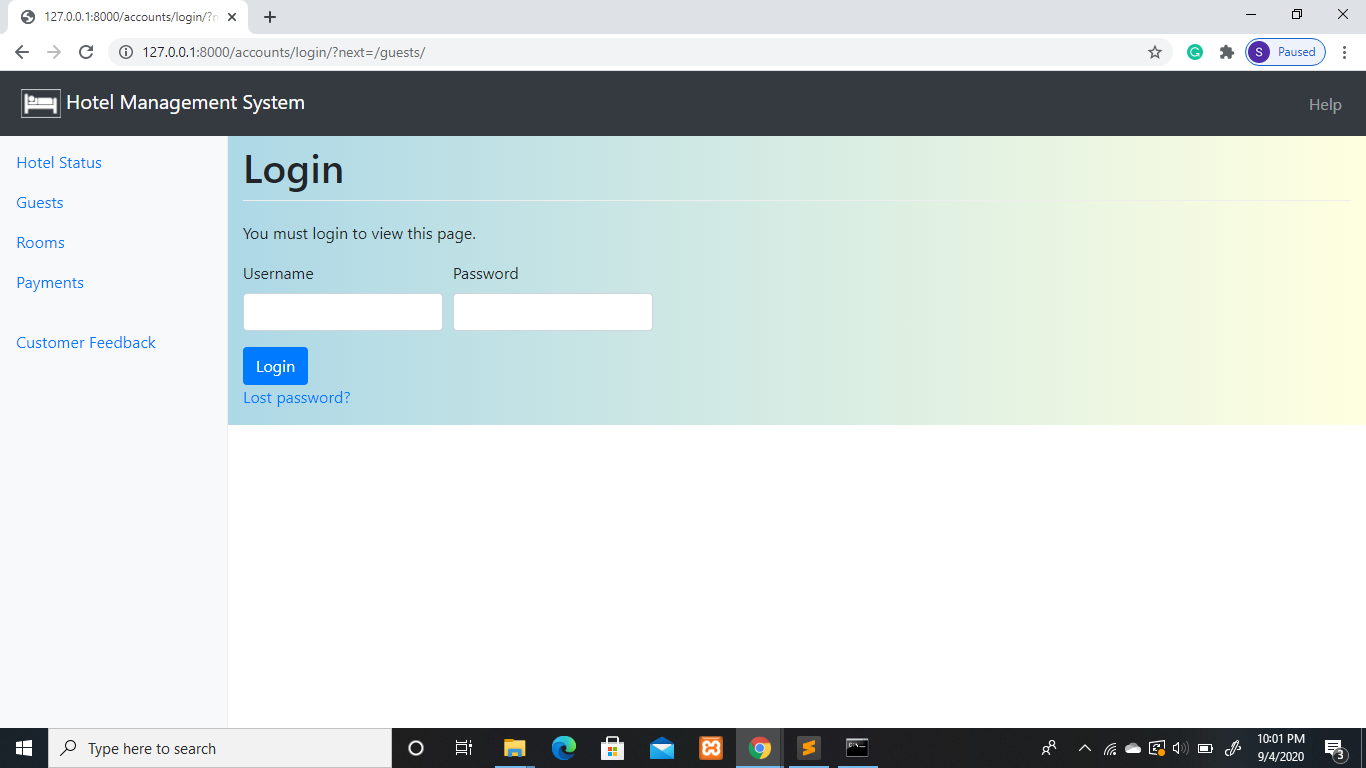 127.0.0.1:8000/accounts/login/?n
127.0.0.1:8000/accounts/login/?next=/guests/
S Paused
Hotel Management System
Help
Hotel Status
Guests
Rooms
Payments
Customer Feedback
Login
You must login to view this page.
Username Password
Login
Lost password?
Type here to search
10:01 PM
9/4/2020
3